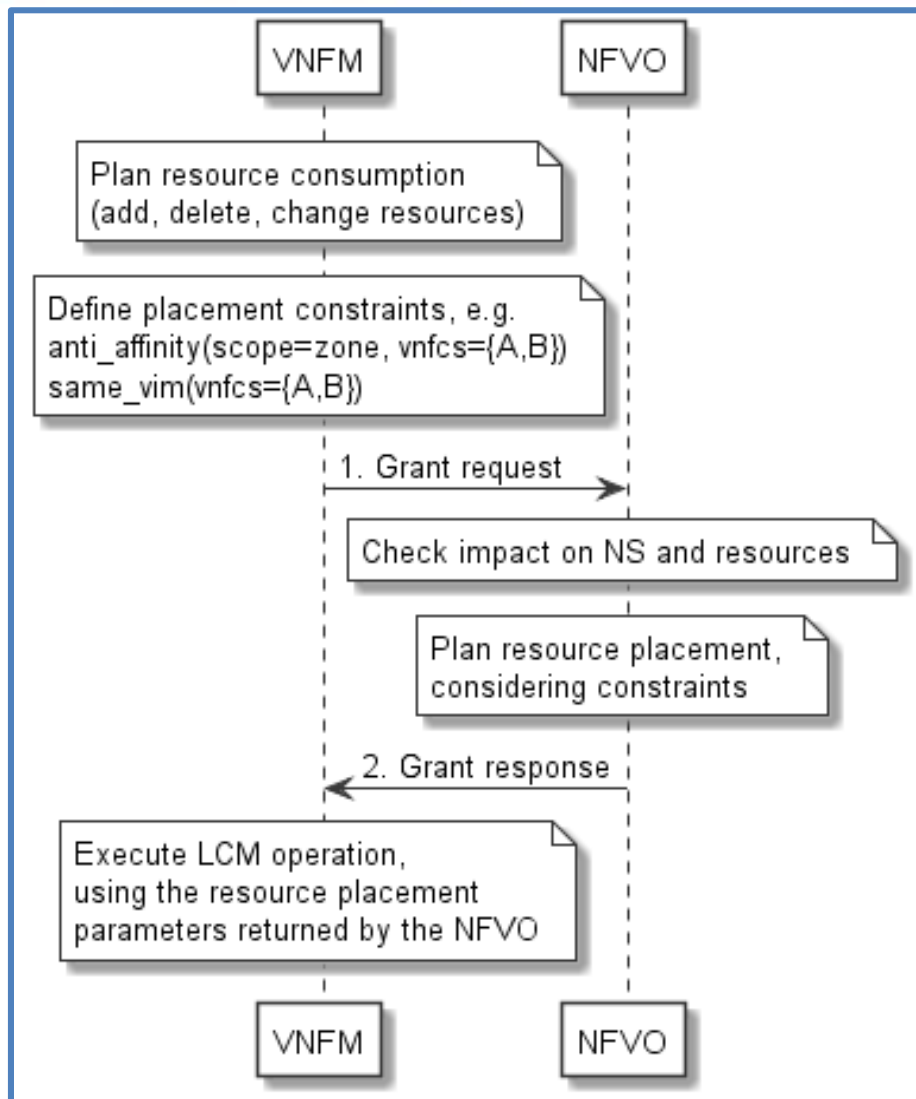 VNFM
NFVO
Plan resource consumption
(add, delete, change resources)
Define placement constraints, e.g.
anti_affinity(scope=zone, vnfcs={A,B})
same_vim(vnfcs={A,B})
1. Grant request
Check impact on NS and resources
Plan resource placement,
considering constraints
2. Grant response
Execute LCM operation,
using the resource placement
parameters returned by the NFVO
VNFM
NFVO